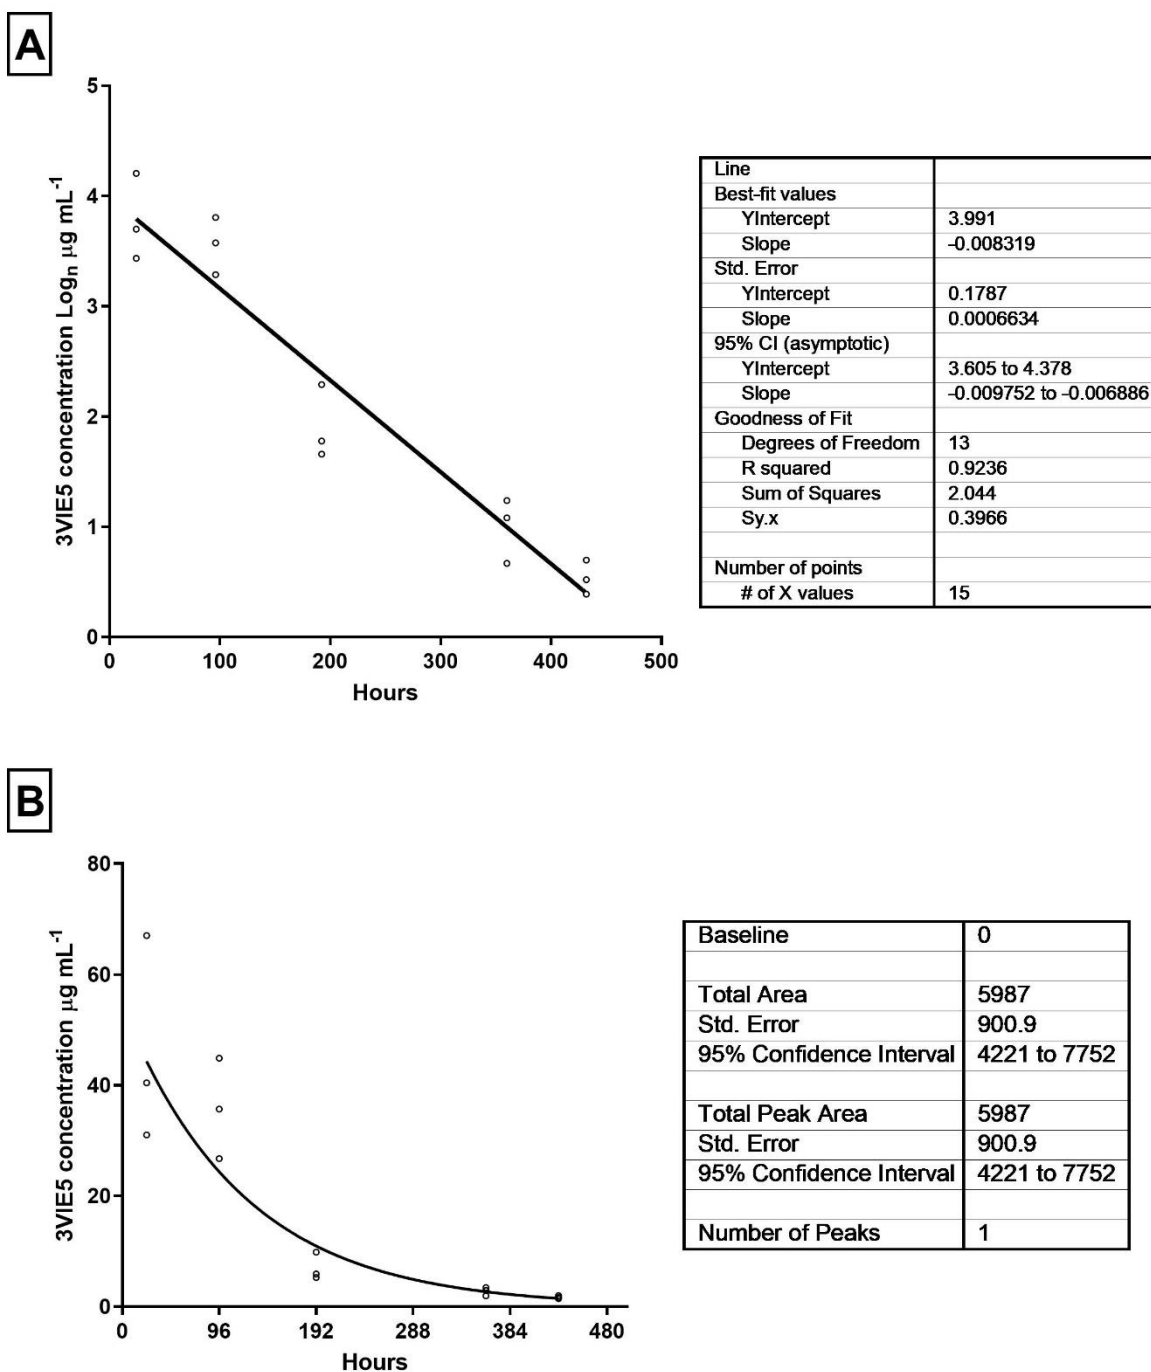 A
5
4
3
2
1
0
3VIE5 concentration Logn µg mL-1
0 100 200 300 400 500
Hours
Line
Best-fit values
YIntercept 3.991
Slope -0.008319
Std. Error
YIntercept 0.1787
Slope 0.0006634
95% CI (asymptotic)
YIntercept 3.605 to 4.378
Slope -0.009752 to -0.006886
Goodness of Fit
Degrees of Freedom 13
R squared 0.9236
Sum of Squares 2.044
Sy.x 0.3966
Number of points
# of X values 15
B
80
60
40
20
0
3VIE5 concentration µg mL-1
0 96 192 288 384 480
Hours
Baseline 0
Total Area 5987
Std. Error 900.9
95% Confidence Interval 4221 to 7752
Total Peak Area 5987
Std. Error 900.9
95% Confidence Interval 4221 to 7752
Number of Peaks 1